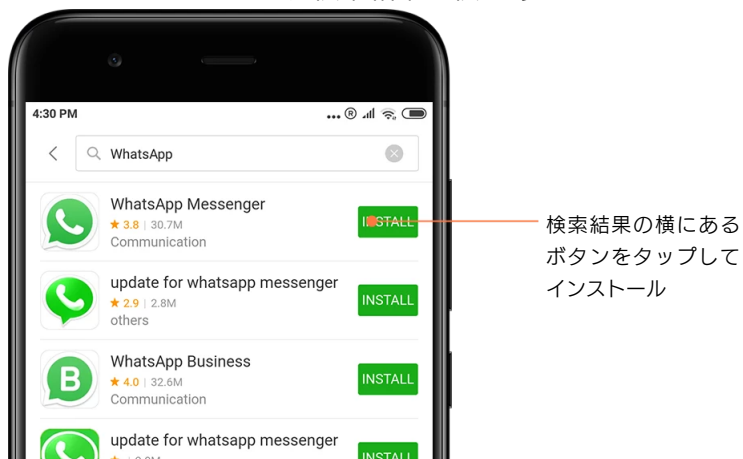 4:30 PM
WhatsApp
WhatsApp Messenger
3.8 | 30.7M
INSTALL
Communication
検索結果の横にある
ボタンをタップして
インストール
update for whatsapp messenger
2.9 | 2.8M
INSTALL
others
WhatsApp Business
4.0 | 32.6M
INSTALL
Communication
update for whatsapp messenger
INSTALL